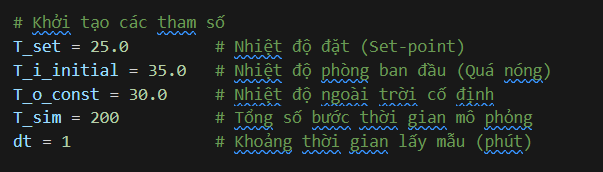 # Khởi tạo các tham số
T_set = 25.0 # Nhiệt độ đặt (Set-point)
T_i_initial = 35.0 # Nhiệt độ phòng ban đầu (Quá nóng)
T_o_const = 30.0 # Nhiệt độ ngoài trời cố định
T_sim = 200 # Tổng số bước thời gian mô phỏng
dt = 1 # Khoảng thời gian lấy mẫu (phút)